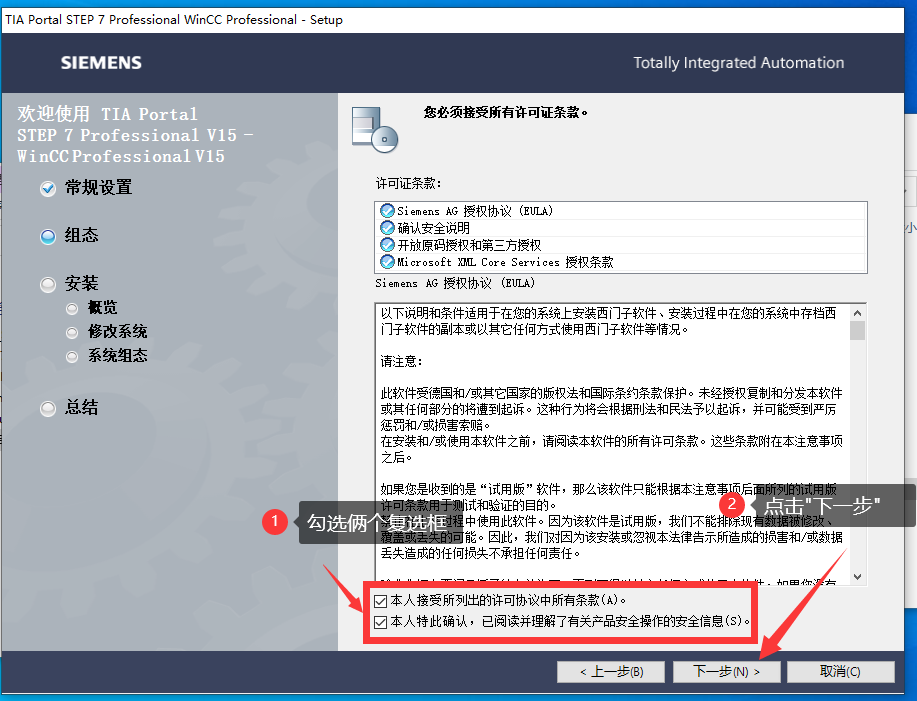 TIA Portal STEP 7 Professional WinCC Professional - Setup
SIEMENS
Totally Integrated Automation
欢迎使用 TIA Portal
STEP 7 Professional V15 -
WinCC Professional V15
常规设置
组态
安装
概览
修改系统
系统组态
总结
您必须接受所有许可证条款。
许可证条款:
Siemens AG 授权协议 (EULA)
确认安全说明
开放原码授权和第三方授权
Microsoft XML Core Services 授权条款
Siemens AG 授权协议 (EULA)
以下说明和条件适用于在您的系统上安装西门子软件、安装过程中在您的系统中存档西
门子软件的副本或以其它任何方式使用西门子软件等情况。
请注意:
此软件受德国和/或其它国家的版权法和国际条约条款保护。未经授权复制和分发本软件
或其任何部分的将遭到起诉。这种行为将会根据刑法和民法予以起诉，并可能受到严厉
惩罚和/或损害索赔。
在安装和/或使用本软件之前，请阅读本软件的所有许可条款。这些条款附在本注意事项
之后。
如果您是收到的是“试用版”软件，那么该软件只能根据本注意事项后面所列的试用版
许可条款用于测试和验证的目的。
过程中使用此软件。因为该软件是试用版，我们不能排除现有数据被修改、
覆盖或丢失的可能。因此，我们对因为该安装或忽视本法律告示所造成的损害和/或数据
丢失造成的任何损失不承担任何责任。
1 勾选两个复选框
2 点击"下一步"
本人接受所列出的许可协议中所有条款(A)。
本人特此确认，已阅读并理解了有关产品安全操作的安全信息(S)。
< 上一步(B)
下一步(N) >
取消(C)